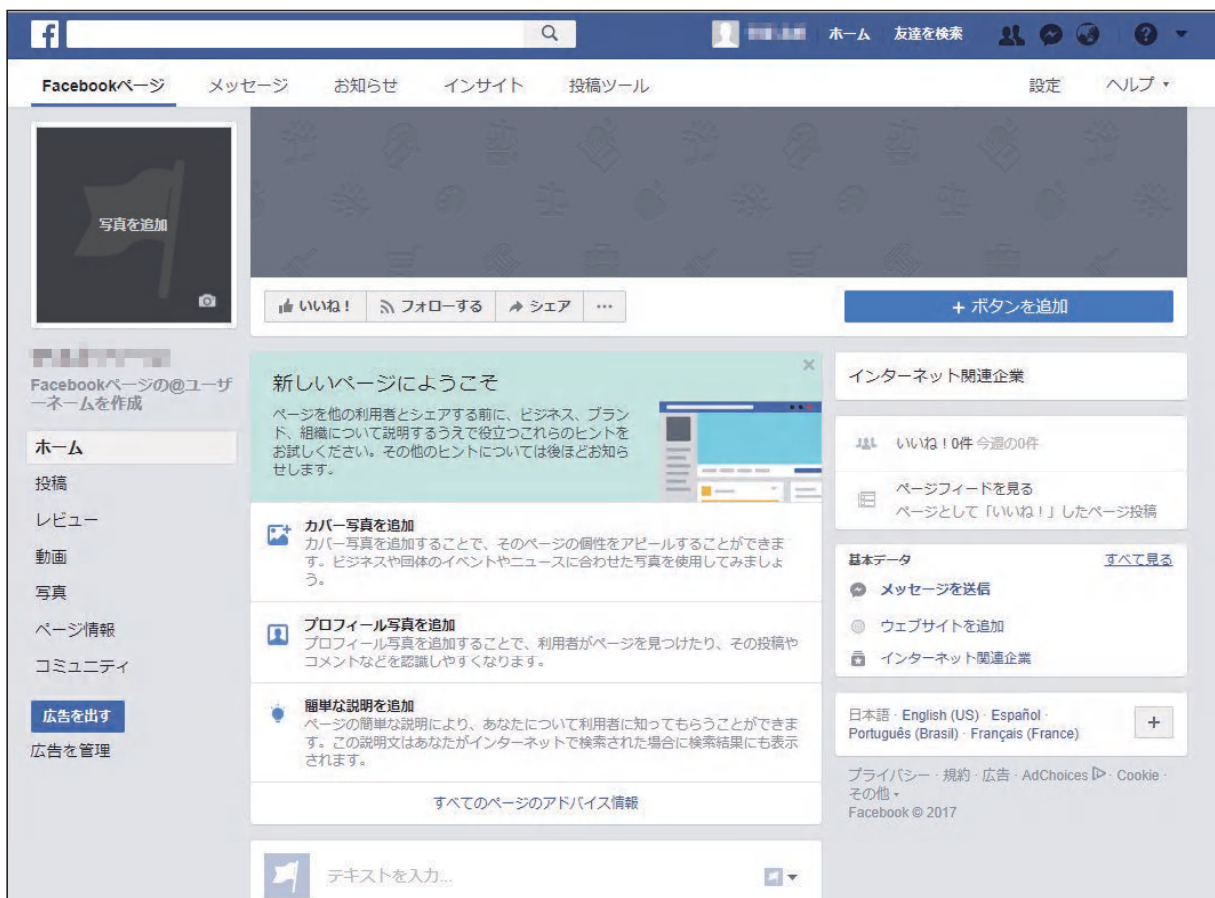 f
ホーム 友達を検索
Facebookページ メッセージ お知らせ インサイト 投稿ツール 設定 ヘルプ
写真を追加
いいね! フォローする シェア ...
+ ボタンを追加
Facebookページの@ユーザ
ーネームを作成
ホーム
投稿
レビュー
動画
写真
ページ情報
コミュニティ
広告を出す
広告を管理
新しいページにようこそ
ページを他の利用者とシェアする前に、ビジネス、ブラン
ド、組織について説明するうえで役立つこれらのヒントを
お試しください。その他のヒントについては後ほどお知ら
せします。
カバー写真を追加
カバー写真を追加することで、そのページの個性をアピールすることができま
す。ビジネスや団体のイベントやニュースに合わせた写真を使用してみましょ
う。
プロフィール写真を追加
プロフィール写真を追加することで、利用者がページを見つけたり、その投稿や
コメントなどを認識しやすくなります。
簡単な説明を追加
ページの簡単な説明により、あなたについて利用者に知ってもらうことができま
す。この説明文はあなたがインターネットで検索された場合に検索結果にも表示
されます。
すべてのページのアドバイス情報
テキストを入力...
インターネット関連企業
いいね!0件 今週の0件
ページフィードを見る
ページとして「いいね!」したページ投稿
基本データ すべて見る
メッセージを送信
ウェブサイトを追加
インターネット関連企業
日本語 · English (US) · Español ·
Português (Brasil) · Français (France)
+
プライバシー · 規約 · 広告 · AdChoices · Cookie ·
その他
Facebook © 2017